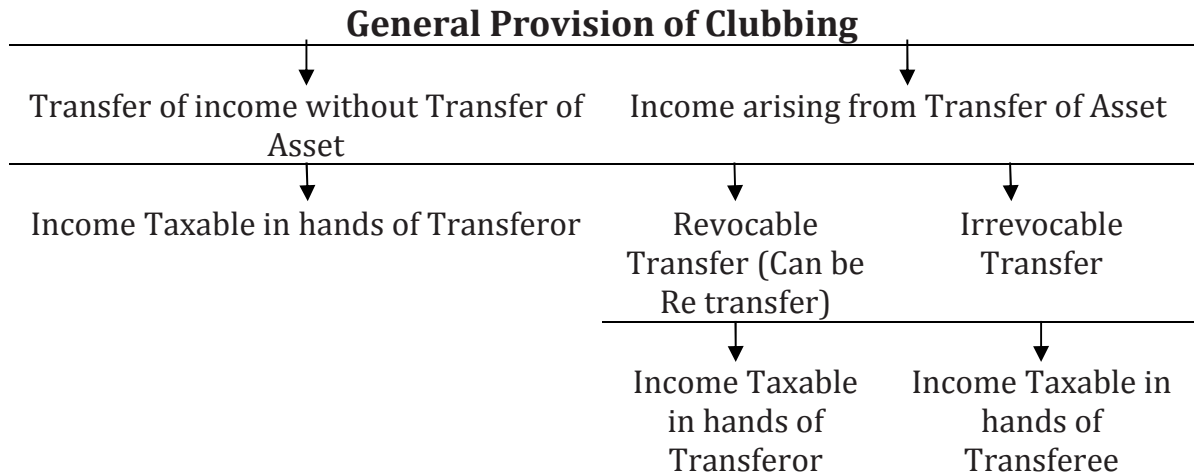 General Provision of Clubbing
Transfer of income without Transfer of
Asset
Income arising from Transfer of Asset
Income Taxable in hands of Transferor
Revocable
Transfer (Can be
Re transfer)
Irrevocable
Transfer
Income Taxable
in hands of
Transferor
Income Taxable in
hands of
Transferee